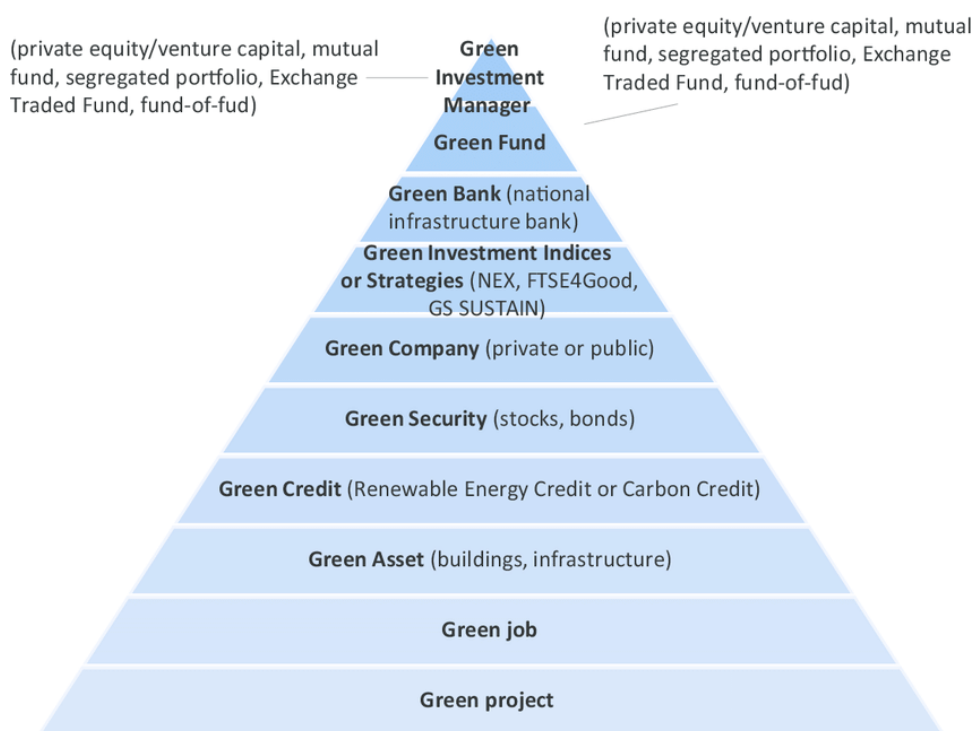 (private equity/venture capital, mutual
fund, segregated portfolio, Exchange
Traded Fund, fund-of-fud)
(private equity/venture capital, mutual
fund, segregated portfolio, Exchange
Traded Fund, fund-of-fud)
Green
Investment
Manager
Green Fund
Green Bank (national
infrastructure bank)
Green Investment Indices
or Strategies (NEX, FTSE4Good,
GS SUSTAIN)
Green Company (private or public)
Green Security (stocks, bonds)
Green Credit (Renewable Energy Credit or Carbon Credit)
Green Asset (buildings, infrastructure)
Green job
Green project